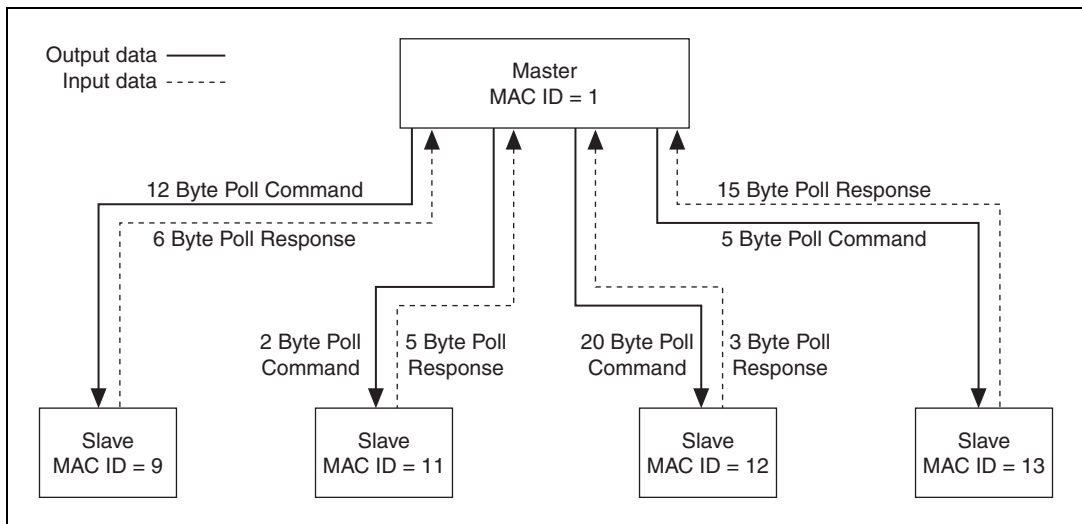 Output data
Input data
Master
MAC ID = 1
12 Byte Poll Command
6 Byte Poll Response
15 Byte Poll Response
5 Byte Poll Command
2 Byte Poll
Command
5 Byte Poll
Response
20 Byte Poll
Command
3 Byte Poll
Response
Slave
MAC ID = 9
Slave
MAC ID = 11
Slave
MAC ID = 12
Slave
MAC ID = 13